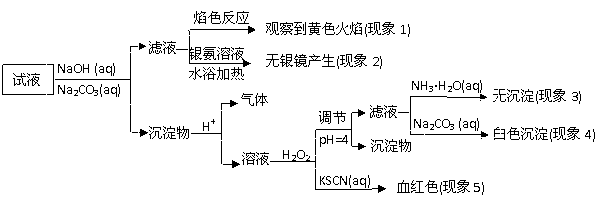 焰色反应
观察到黄色火焰(现象 1)
滤液
银氨溶液
水浴加热
无银镜产生(现象 2)
试液
NaOH (aq)
Na₂CO₃(aq)
气体
沉淀物
H⁺
溶液
H₂O₂
调节
pH=4
滤液
NH₃·H₂O(aq)
无沉淀(现象 3)
Na₂CO₃ (aq)
白色沉淀(现象 4)
沉淀物
KSCN(aq)
血红色(现象 5)